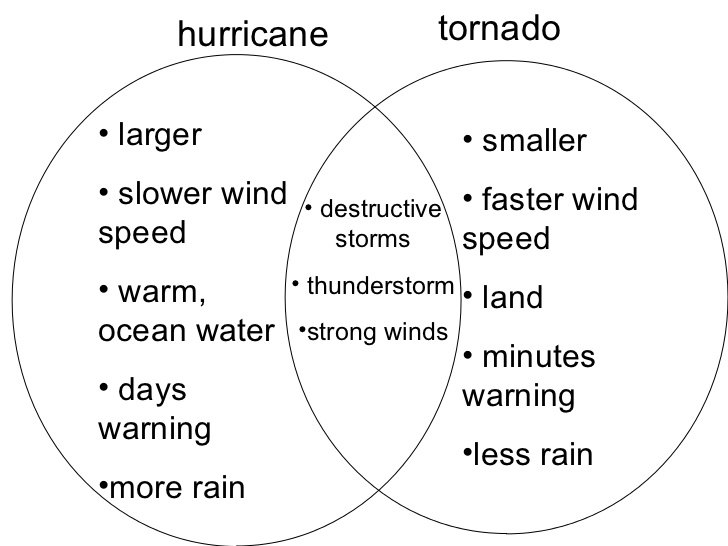 hurricane
tornado
• larger
• slower wind
speed
• warm,
ocean water
• days
warning
•more rain
• destructive
storms
• thunderstorm
•strong winds
• smaller
• faster wind
speed
• land
• minutes
warning
•less rain